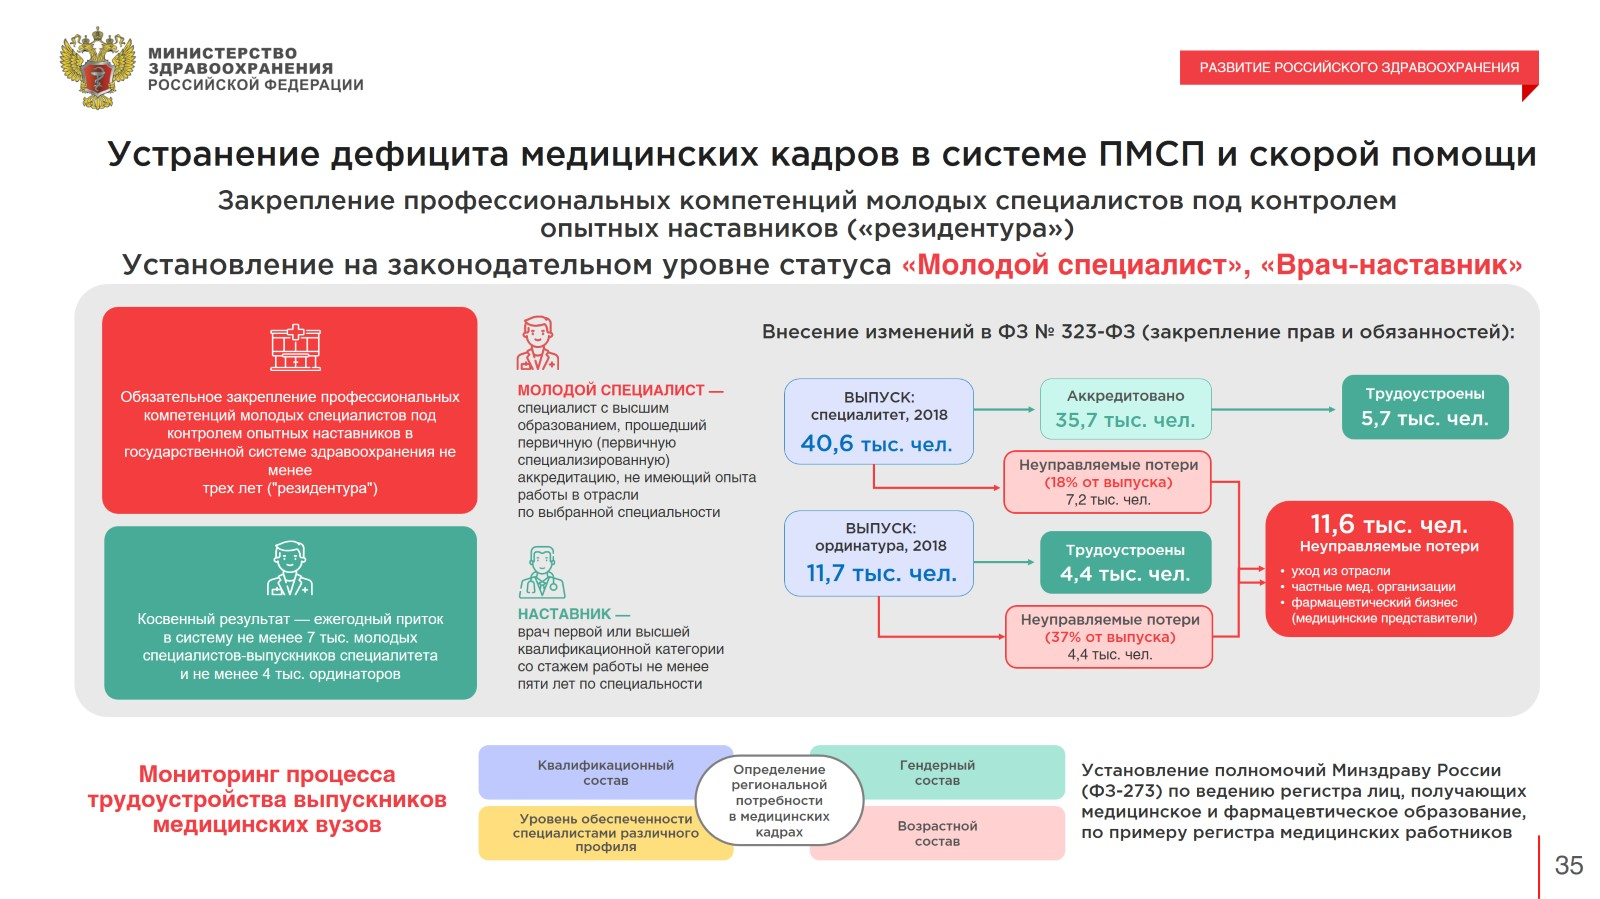 МИНИСТЕРСТВО
ЗДРАВООХРАНЕНИЯ
РОССИЙСКОЙ ФЕДЕРАЦИИ
РАЗВИТИЕ РОССИЙСКОГО ЗДРАВООХРАНЕНИЯ
Устранение дефицита медицинских кадров в системе ПМСП и скорой помощи
Закрепление профессиональных компетенций молодых специалистов под контролем
опытных наставников («резидентура»)
Установление на законодательном уровне статуса «Молодой специалист», «Врач-наставник»
Обязательное закрепление профессиональных
компетенций молодых специалистов под
контролем опытных наставников в
государственной системе здравоохранения не
менее
трех лет ("резидентура")
Косвенный результат — ежегодный приток
в систему не менее 7 тыс. молодых
специалистов-выпускников специалитета
и не менее 4 тыс. ординаторов
МОЛОДОЙ СПЕЦИАЛИСТ —
специалист с высшим
образованием, прошедший
первичную (первичную
специализированную)
аккредитацию, не имеющий опыта
работы в отрасли
по выбранной специальности
НАСТАВНИК —
врач первой или высшей
квалификационной категории
со стажем работы не менее
пяти лет по специальности
Внесение изменений в ФЗ № 323-ФЗ (закрепление прав и обязанностей):
ВЫПУСК:
специалитет, 2018
40,6 тыс. чел.
Аккредитовано
35,7 тыс. чел.
Трудоустроены
5,7 тыс. чел.
Неуправляемые потери
(18% от выпуска)
7,2 тыс. чел.
ВЫПУСК:
ординатура, 2018
11,7 тыс. чел.
Трудоустроены
4,4 тыс. чел.
Неуправляемые потери
(37% от выпуска)
4,4 тыс. чел.
11,6 тыс. чел.
Неуправляемые потери
• уход из отрасли
• частные мед. организации
• фармацевтический бизнес
(медицинские представители)
Мониторинг процесса
трудоустройства выпускников
медицинских вузов
Квалификационный
состав
Уровень обеспеченности
специалистами различного
профиля
Определение
региональной
потребности
в медицинских
кадрах
Гендерный
состав
Возрастной
состав
Установление полномочий Минздраву России
(ФЗ-273) по ведению регистра лиц, получающих
медицинское и фармацевтическое образование,
по примеру регистра медицинских работников
35